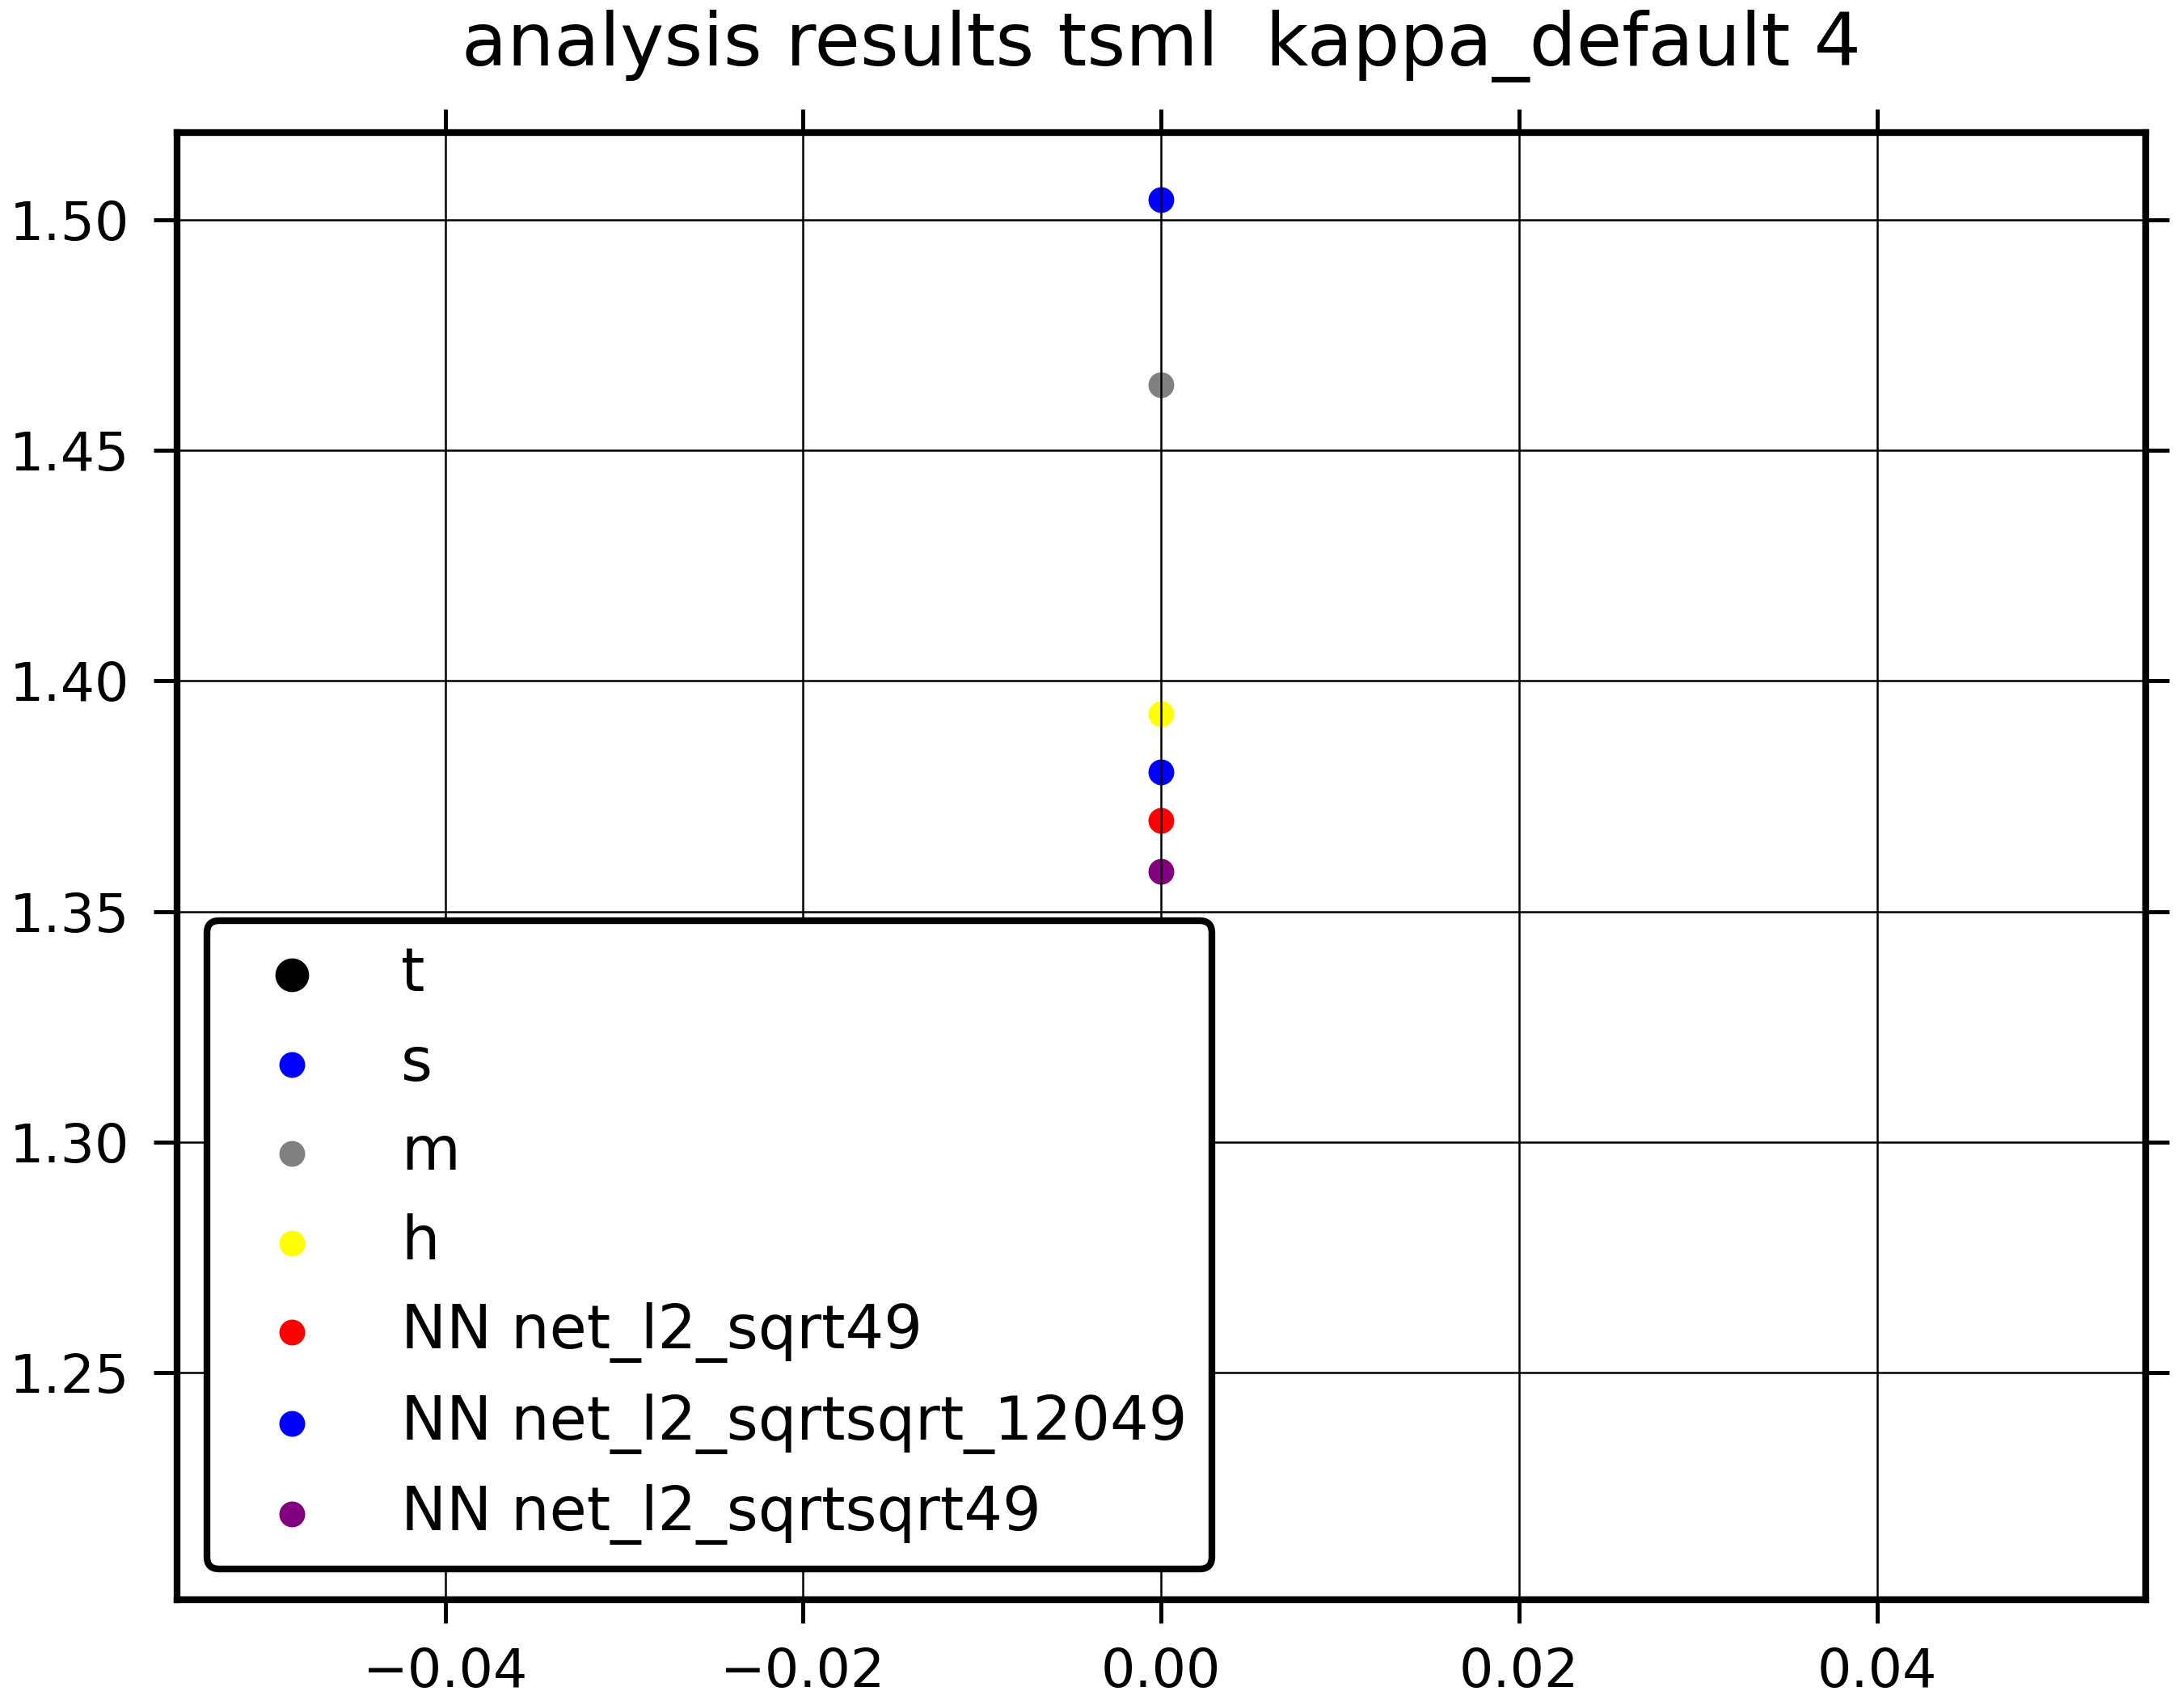 analysis results tsml  kappa_default 4
1.50
1.45
1.40
1.35
1.30
1.25
t
s
m
h
NN net_l2_sqrt49
NN net_l2_sqrtsqrt_12049
NN net_l2_sqrtsqrt49
−0.04 −0.02 0.00 0.02 0.04